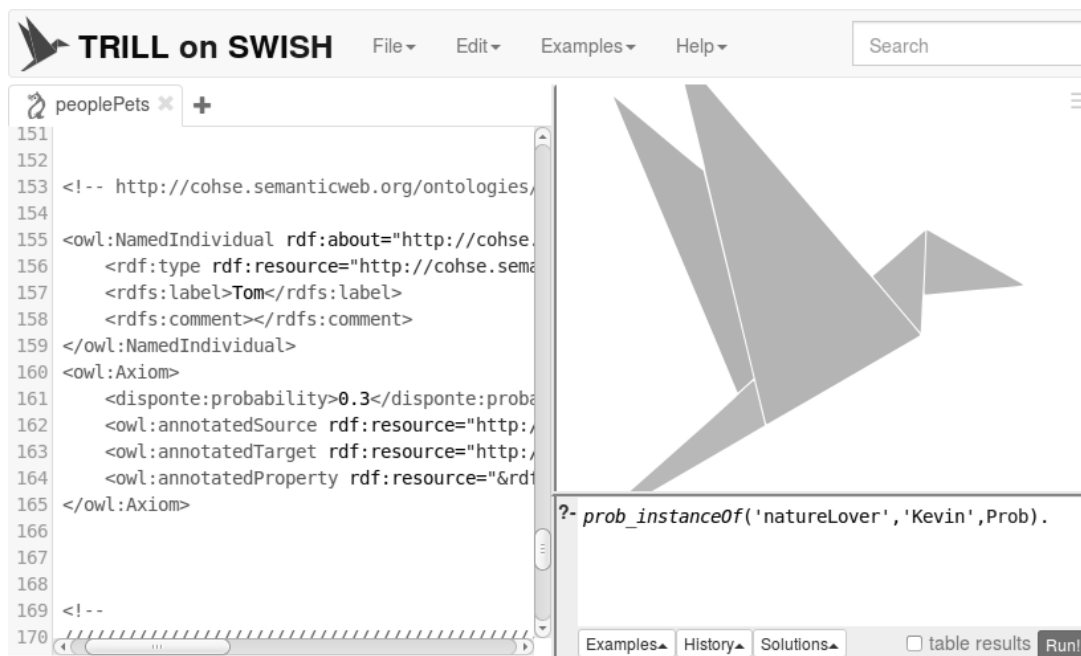 TRILL on SWISH File Edit Examples Help Search
peoplePets
151
152
153 <!-- http://cohse.semanticweb.org/ontologies/
154
155 <owl:NamedIndividual rdf:about="http://cohse.
156     <rdf:type rdf:resource="http://cohse.sema
157     <rdfs:label>Tom</rdfs:label>
158     <rdfs:comment></rdfs:comment>
159 </owl:NamedIndividual>
160 <owl:Axiom>
161     <disponte:probability>0.3</disponte:proba
162     <owl:annotatedSource rdf:resource="http:/
163     <owl:annotatedTarget rdf:resource="http:/
164     <owl:annotatedProperty rdf:resource="&rdf
165 </owl:Axiom>
166
167
168
169 <!--
170 /////////////////////////////////////////////
?- prob_instanceOf('natureLover','Kevin',Prob).
Examples History Solutions table results Run!